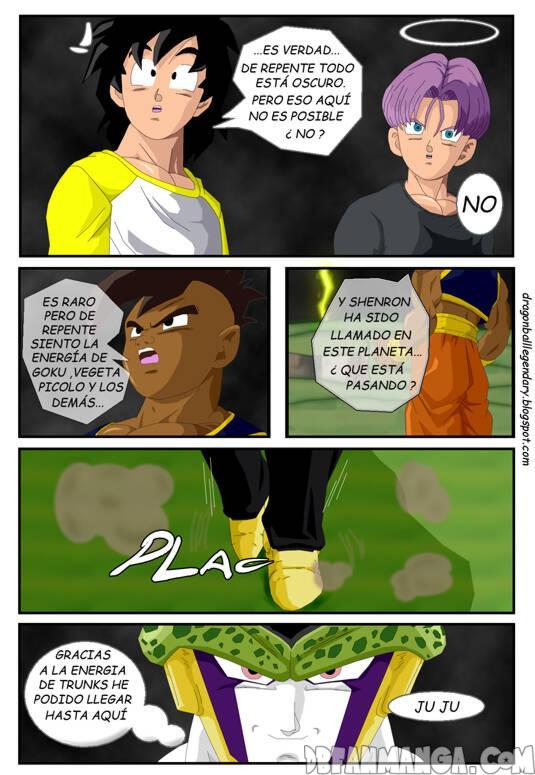 ...ES VERDAD...
DE REPENTE TODO
ESTÁ OSCURO.
PERO ESO AQUÍ
NO ES POSIBLE
¿ NO ?
NO
ES RARO
PERO DE
REPENTE
SIENTO LA
ENERGÍA DE
GOKU ,VEGETA
PICOLO Y LOS
DEMÁS...
Y SHENRON
HA SIDO
LLAMADO EN
ESTE PLANETA...
¿ QUE ESTÁ
PASANDO ?
dragonballlegendary.blogspot.com
PLAC
GRACIAS
A LA ENERGIA
DE TRUNKS HE
PODIDO LLEGAR
HASTA AQUÍ
JU JU
DBFANMANGA.COM